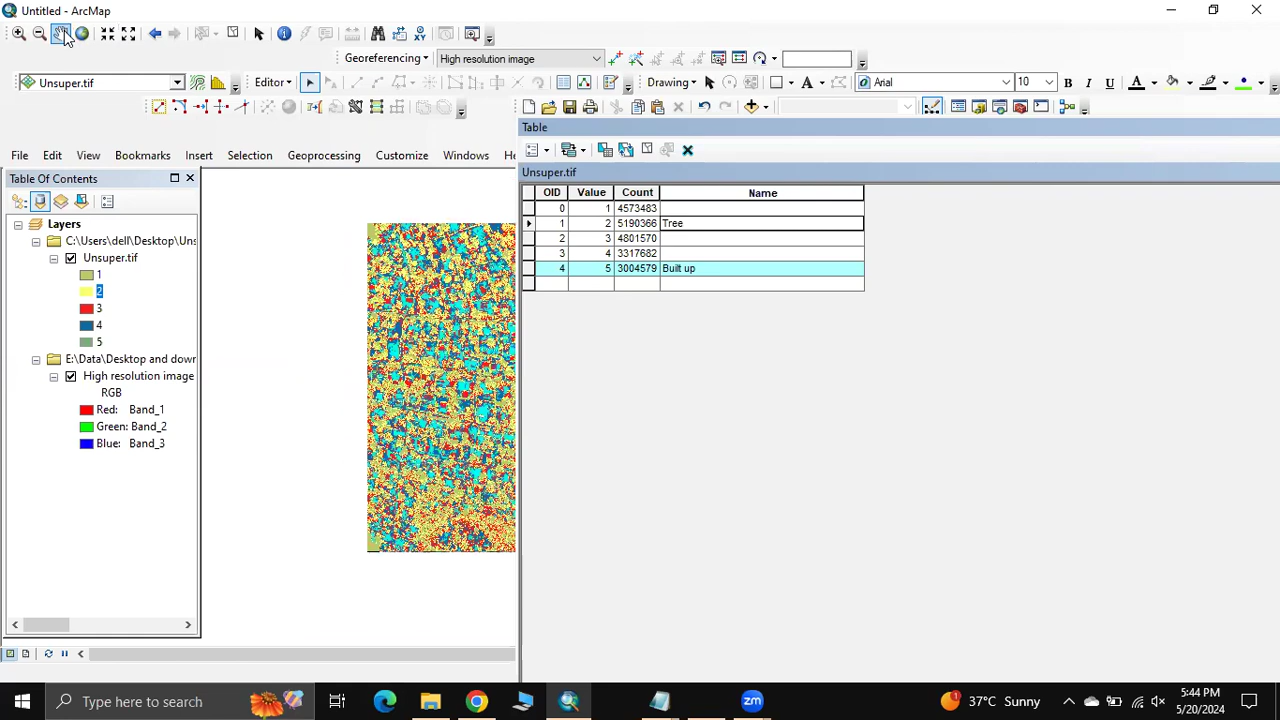 Untitled - ArcMap
Georeferencing
High resolution image
Unsuper.tif
Editor
Drawing
Arial
10
B
I
U
A
File
Edit
View
Bookmarks
Insert
Selection
Geoprocessing
Customize
Windows
He
Table
Unsuper.tif
OID
Value
Count
Name
0 1 4573483
1 2 5190366 Tree
2 3 4801570
3 4 3317682
4 5 3004579 Built up
Table Of Contents
Layers
C:\Users\dell\Desktop\Uns
Unsuper.tif
1
2
3
4
5
E:\Data\Desktop and down
High resolution image
RGB
Red: Band_1
Green: Band_2
Blue: Band_3
Type here to search
zm
37°C Sunny
5:44 PM
5/20/2024